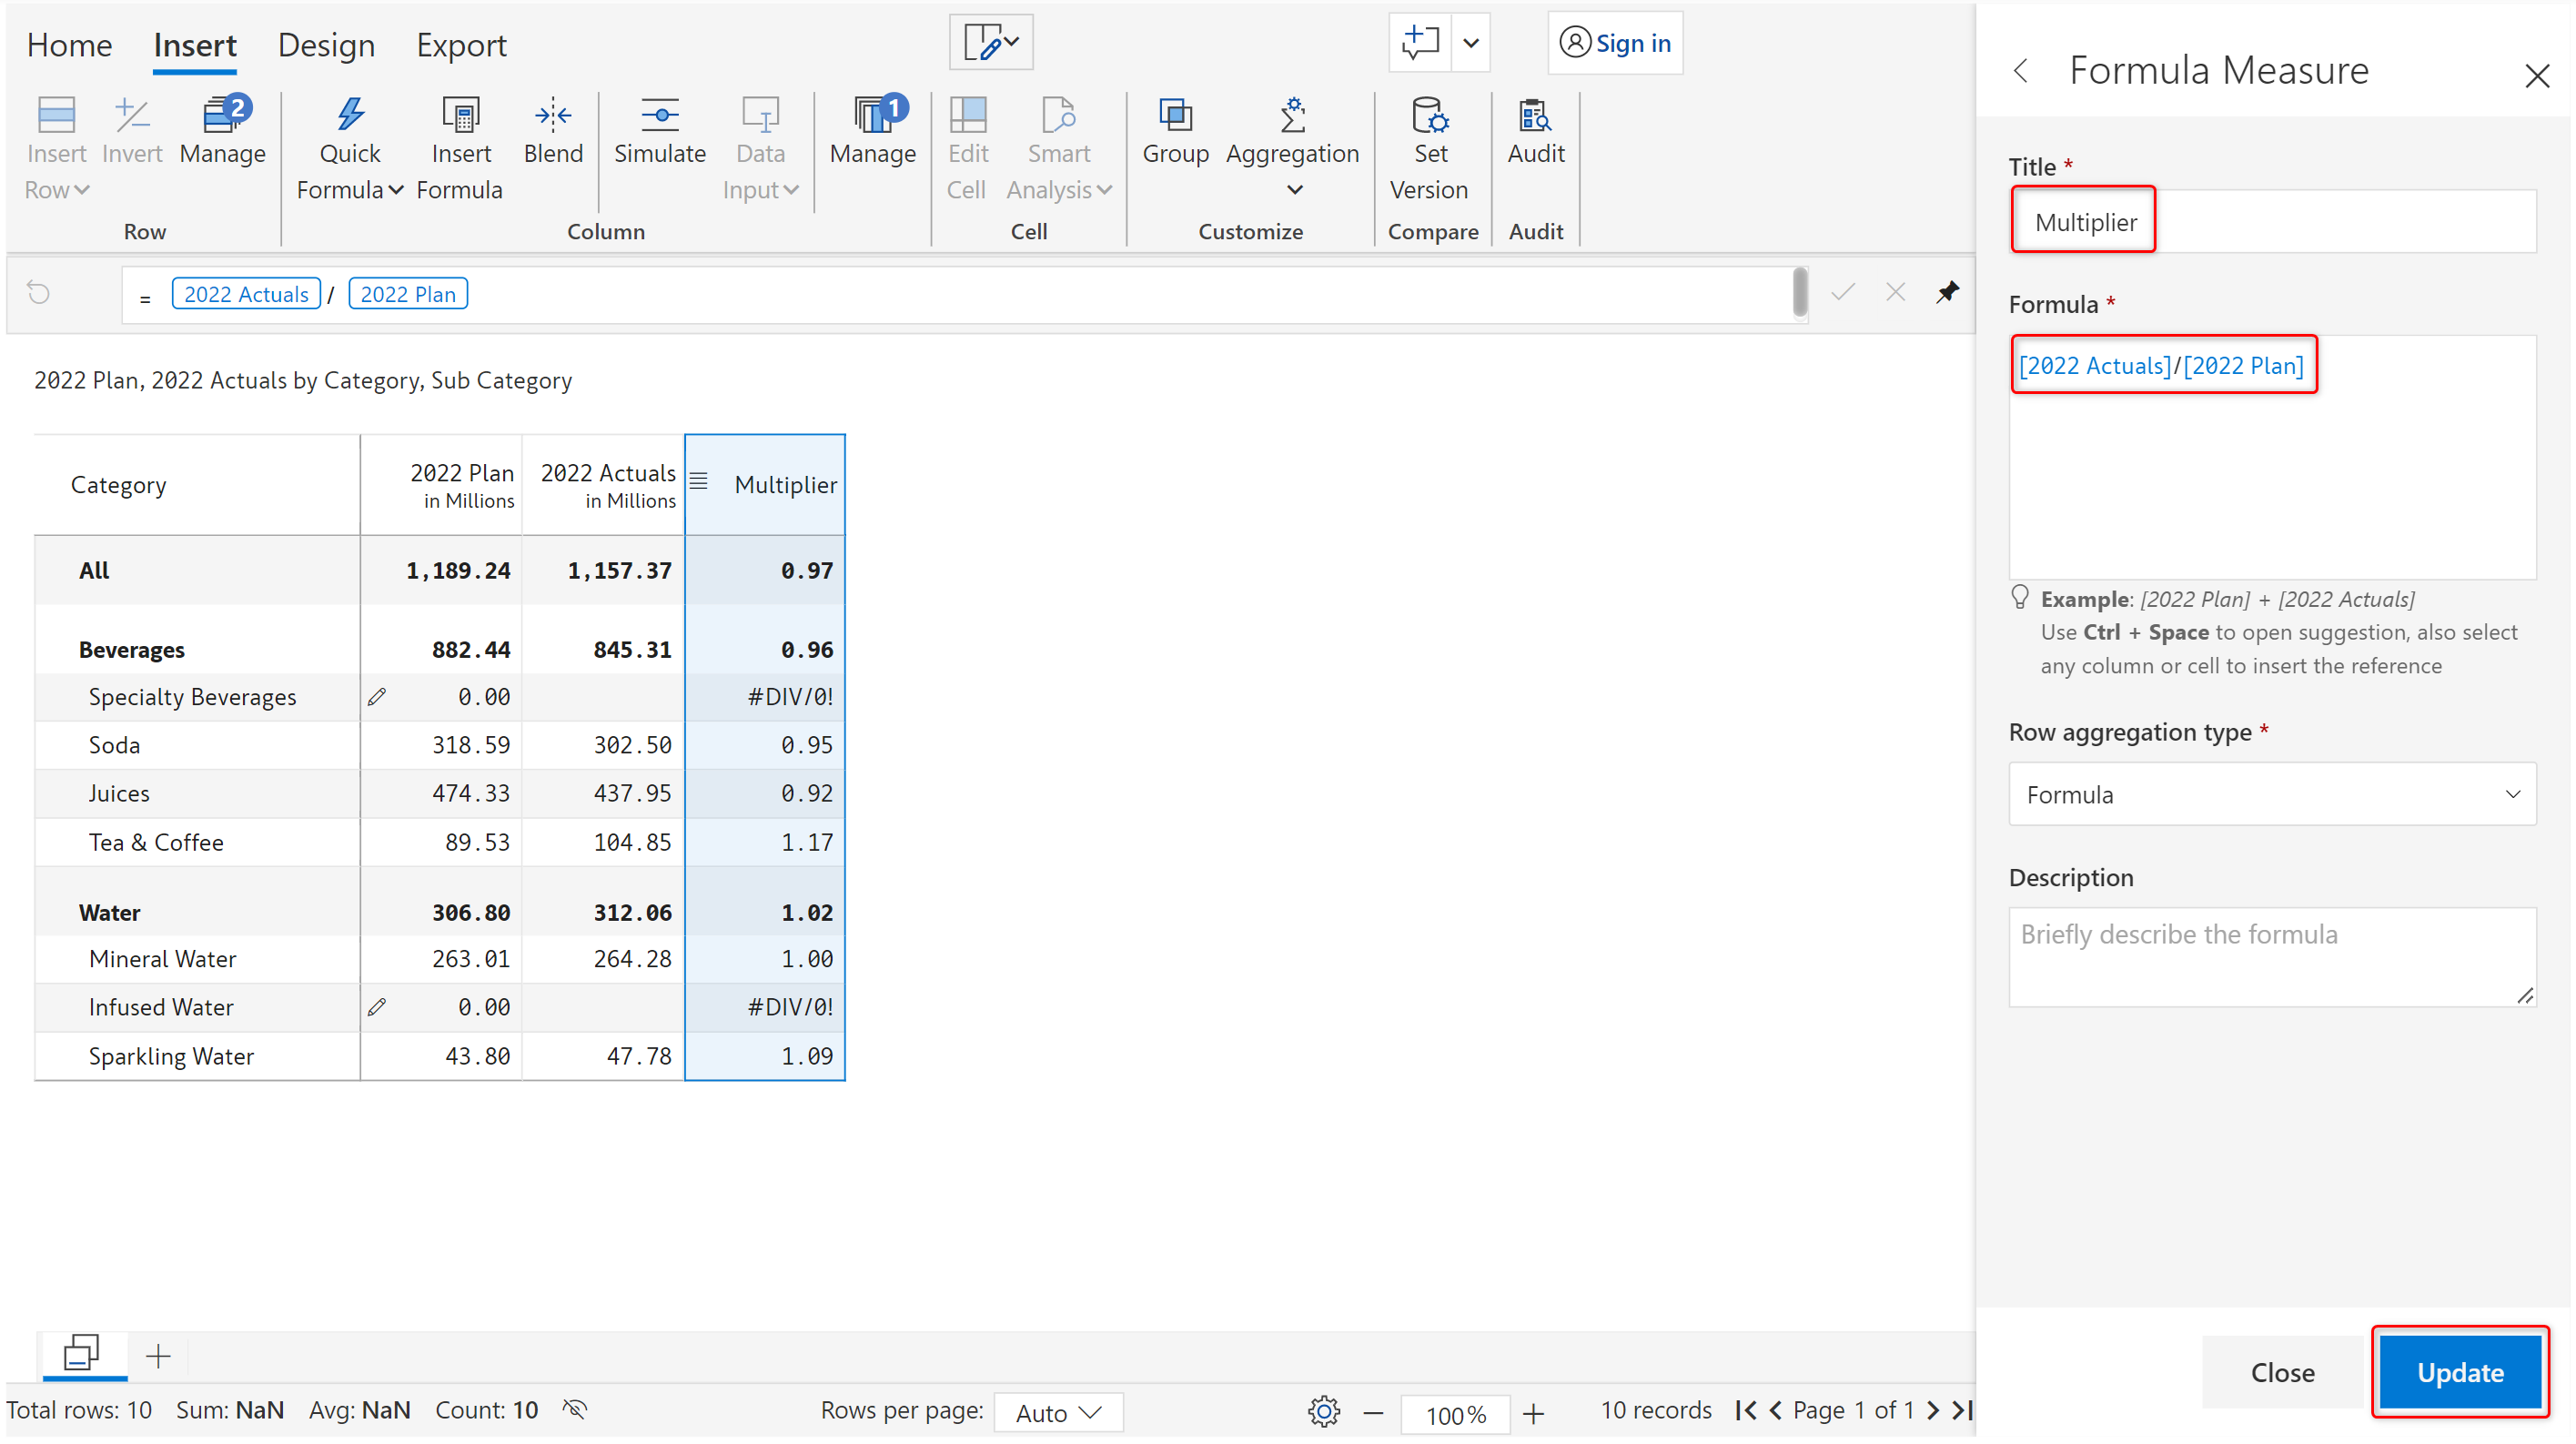 Home Insert Design Export Sign in
2 1
Insert Invert Manage Quick Insert Blend Simulate Data Manage Edit Smart Group Aggregation Set Audit
Row Formula Formula Input Cell Analysis Version
Row Column Cell Customize Compare Audit
= 2022 Actuals / 2022 Plan
2022 Plan, 2022 Actuals by Category, Sub Category
Category 2022 Plan in Millions 2022 Actuals in Millions Multiplier
All 1,189.24 1,157.37 0.97
Beverages 882.44 845.31 0.96
Specialty Beverages 0.00 #DIV/0!
Soda 318.59 302.50 0.95
Juices 474.33 437.95 0.92
Tea & Coffee 89.53 104.85 1.17
Water 306.80 312.06 1.02
Mineral Water 263.01 264.28 1.00
Infused Water 0.00 #DIV/0!
Sparkling Water 43.80 47.78 1.09
Total rows: 10 Sum: NaN Avg: NaN Count: 10 Rows per page: Auto 100% 10 records Page 1 of 1
Formula Measure
Title *
Multiplier
Formula *
[2022 Actuals]/[2022 Plan]
Example: [2022 Plan] + [2022 Actuals]
Use Ctrl + Space to open suggestion, also select
any column or cell to insert the reference
Row aggregation type *
Formula
Description
Briefly describe the formula
Close Update